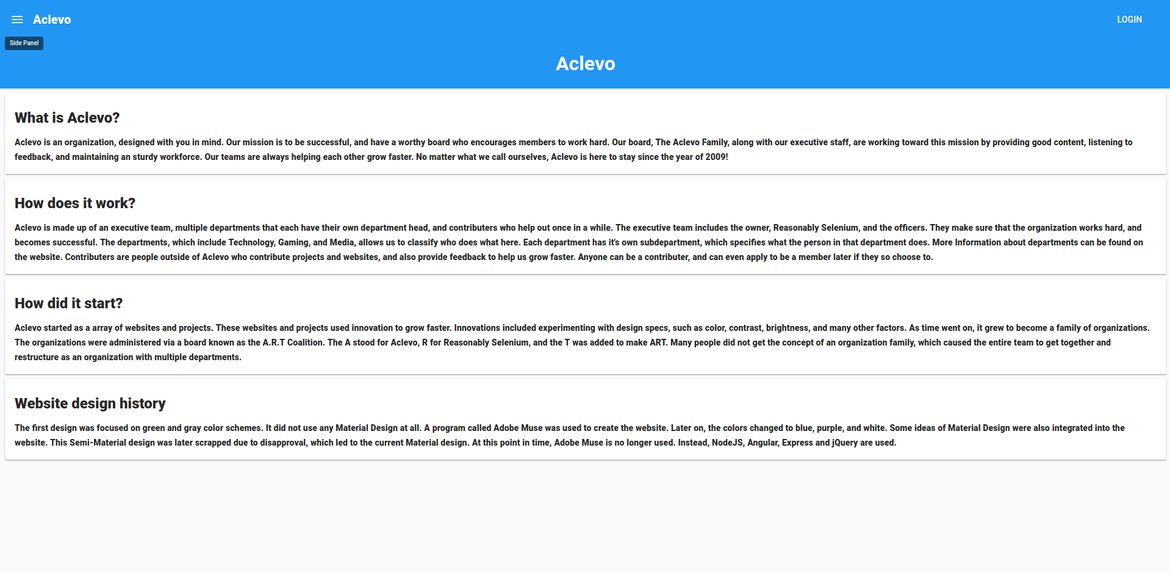 Aclevo
LOGIN
Side Panel
Aclevo
What is Aclevo?
Aclevo is an organization, designed with you in mind. Our mission is to be successful, and have a worthy board who encourages members to work hard. Our board, The Aclevo Family, along with our executive staff, are working toward this mission by providing good content, listening to
feedback, and maintaining an sturdy workforce. Our teams are always helping each other grow faster. No matter what we call ourselves, Aclevo is here to stay since the year of 2009!
How does it work?
Aclevo is made up of an executive team, multiple departments that each have their own department head, and contributors who help out once in a while. The executive team includes the owner, Reasonably Selenium, and the officers. They make sure that the organization works hard, and
becomes successful. The departments, which include Technology, Gaming, and Media, allows us to classify who does what here. Each department has it's own subdepartment, which specifies what the person in that department does. More Information about departments can be found on
the website. Contributors are people outside of Aclevo who contribute projects and websites, and also provide feedback to help us grow faster. Anyone can be a contributor, and can even apply to be a member later if they so choose to.
How did it start?
Aclevo started as a array of websites and projects. These websites and projects used innovation to grow faster. Innovations included experimenting with design specs, such as color, contrast, brightness, and many other factors. As time went on, it grew to become a family of organizations.
The organizations were administered via a board known as the A.R.T Coalition. The A stood for Aclevo, R for Reasonably Selenium, and the T was added to make ART. Many people did not get the concept of an organization family, which caused the entire team to get together and
restructure as an organization with multiple departments.
Website design history
The first design was focused on green and gray color schemes. It did not use any Material Design at all. A program called Adobe Muse was used to create the website. Later on, the colors changed to blue, purple, and white. Some ideas of Material Design were also integrated into the
website. This Semi-Material design was later scrapped due to disapproval, which led to the current Material design. At this point in time, Adobe Muse is no longer used. Instead, NodeJS, Angular, Express and jQuery are used.